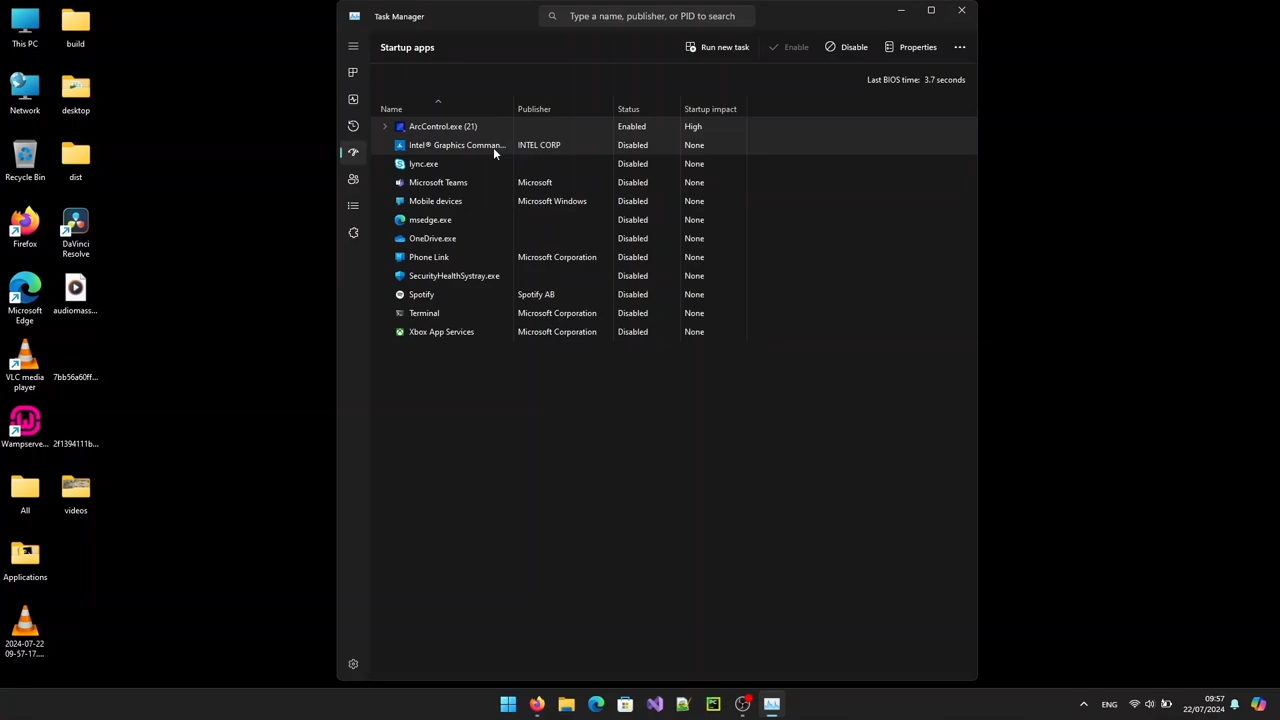 This PC
build
Network
desktop
Recycle Bin
dist
Firefox
DaVinci
Resolve
Microsoft
Edge
audiomass...
VLC media
player
7bb56a60ff...
Wampserve...
2f1394111b...
All
videos
Applications
2024-07-22
09-57-17....
Task Manager
Type a name, publisher, or PID to search
Startup apps
Run new task
Enable
Disable
Properties
Last BIOS time: 3.7 seconds
Name Publisher Status Startup impact
ArcControl.exe (21) Enabled High
Intel® Graphics Comman... INTEL CORP Disabled None
lync.exe Disabled None
Microsoft Teams Microsoft Disabled None
Mobile devices Microsoft Windows Disabled None
msedge.exe Disabled None
OneDrive.exe Disabled None
Phone Link Microsoft Corporation Disabled None
SecurityHealthSystray.exe Disabled None
Spotify Spotify AB Disabled None
Terminal Microsoft Corporation Disabled None
Xbox App Services Microsoft Corporation Disabled None
ENG
09:57
22/07/2024